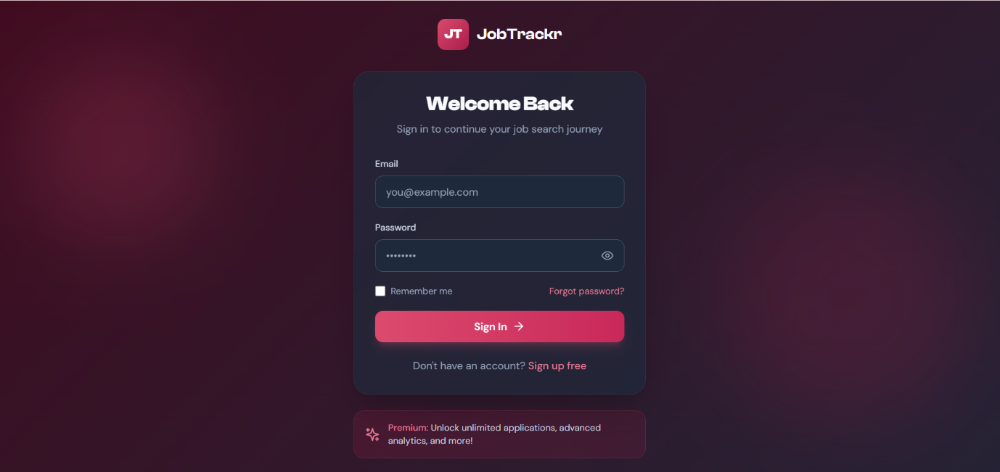 JT JobTrackr
Welcome Back
Sign in to continue your job search journey
Email
you@example.com
Password
••••••••
Remember me Forgot password?
Sign In →
Don't have an account? Sign up free
Premium: Unlock unlimited applications, advanced
analytics, and more!